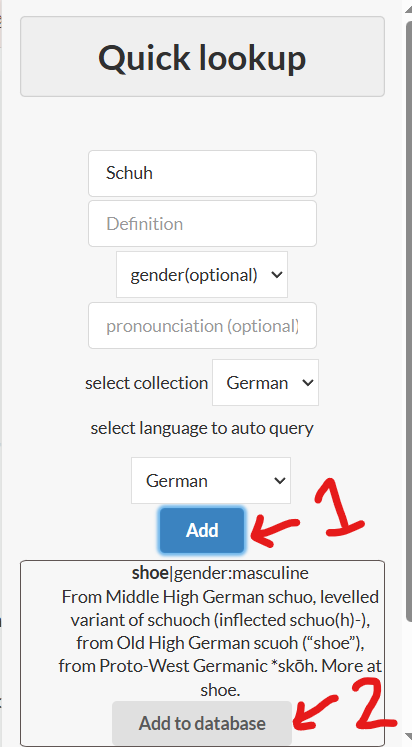 Quick lookup
Schuh
Definition
gender(optional)
pronounciation (optional)
select collection German
select language to auto query
German
Add
1
shoe|gender:masculine
From Middle High German schuo, levelled
variant of schuoch (inflected schuo(h)-),
from Old High German scuoh (“shoe”),
from Proto-West Germanic *skōh. More at
shoe.
Add to database
2